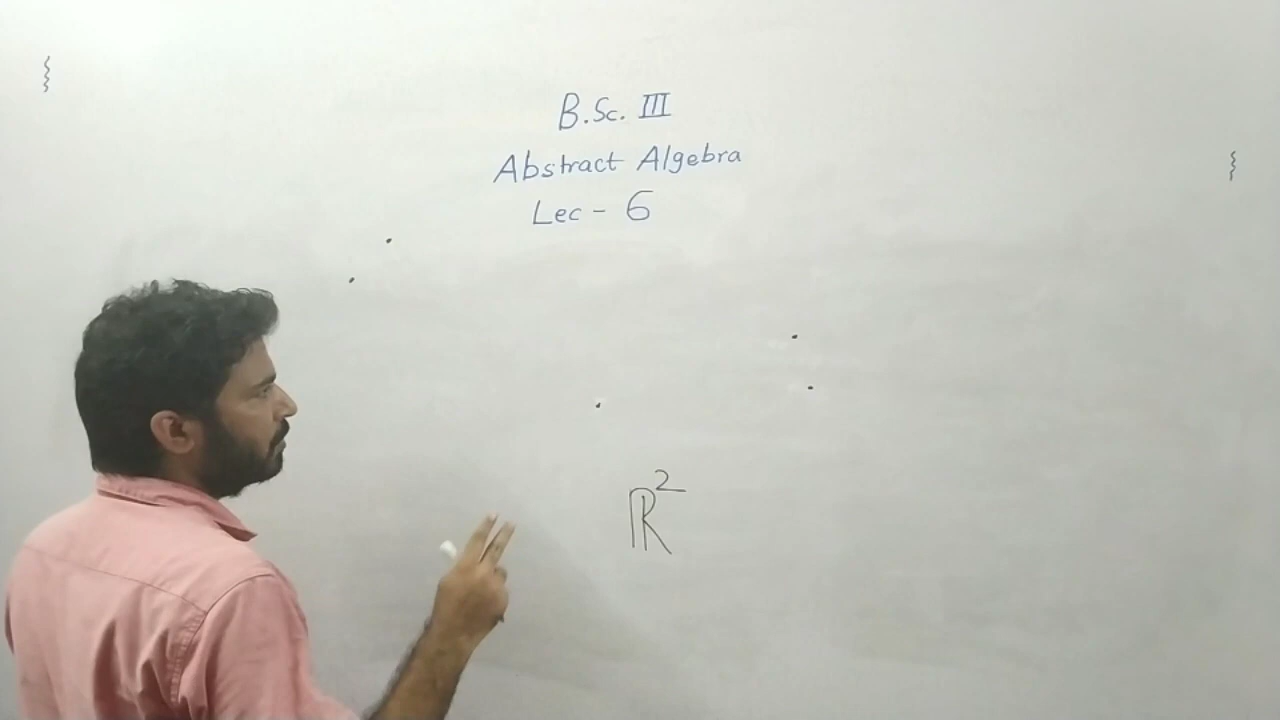 B.Sc. III
Abstract Algebra
Lec - 6
ℝ²